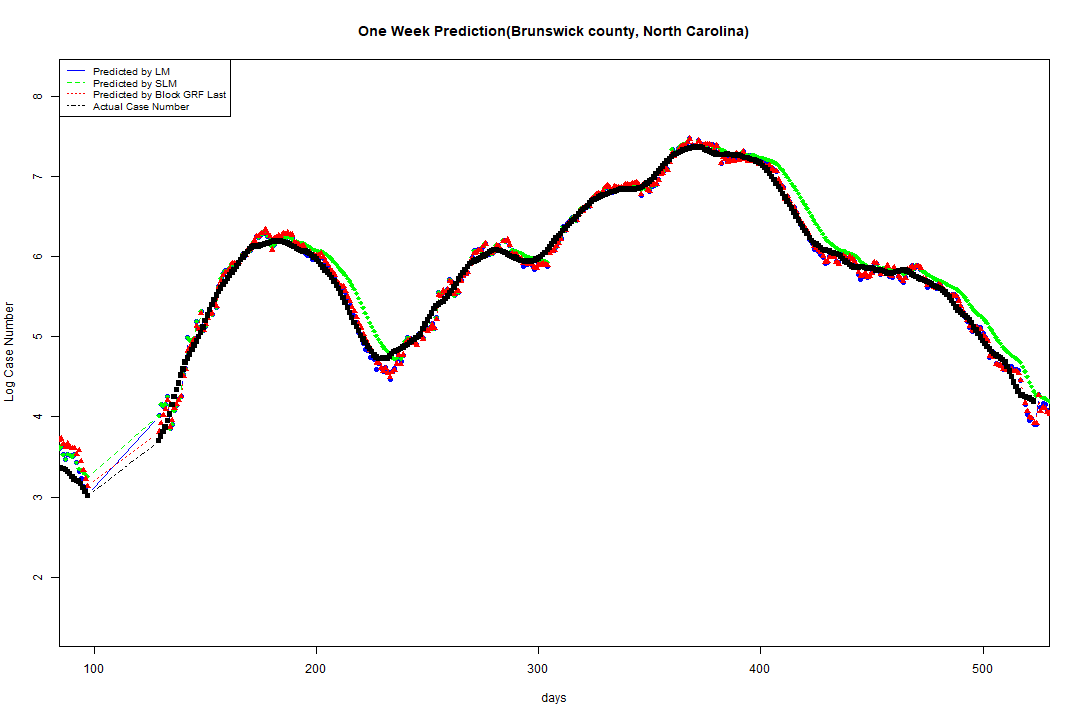 One Week Prediction(Brunswick county, North Carolina)
Predicted by LM
Predicted by SLM
Predicted by Block GRF Last
Actual Case Number
8
7
6
5
4
3
2
Log Case Number
100 200 300 400 500
days